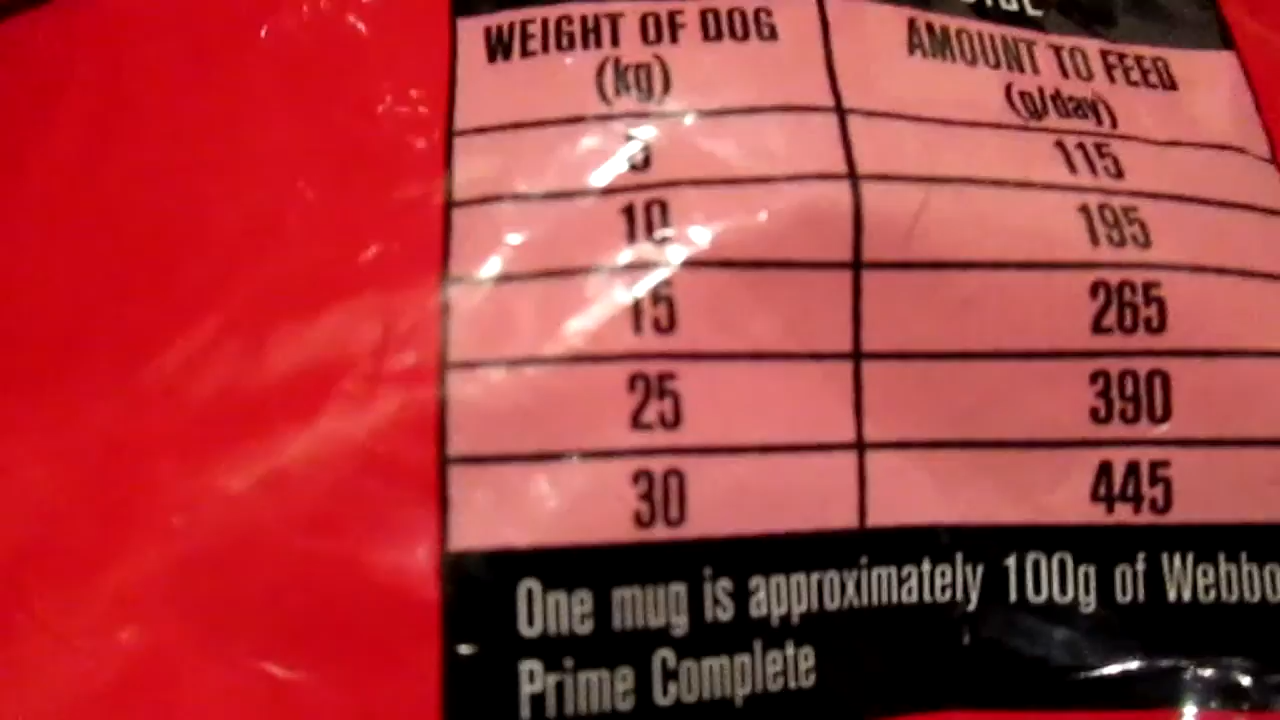 WEIGHT OF DOG
(kg)
AMOUNT TO FEED
(g/day)
5 115
10 195
15 265
25 390
30 445
One mug is approximately 100g of Webbo
Prime Complete